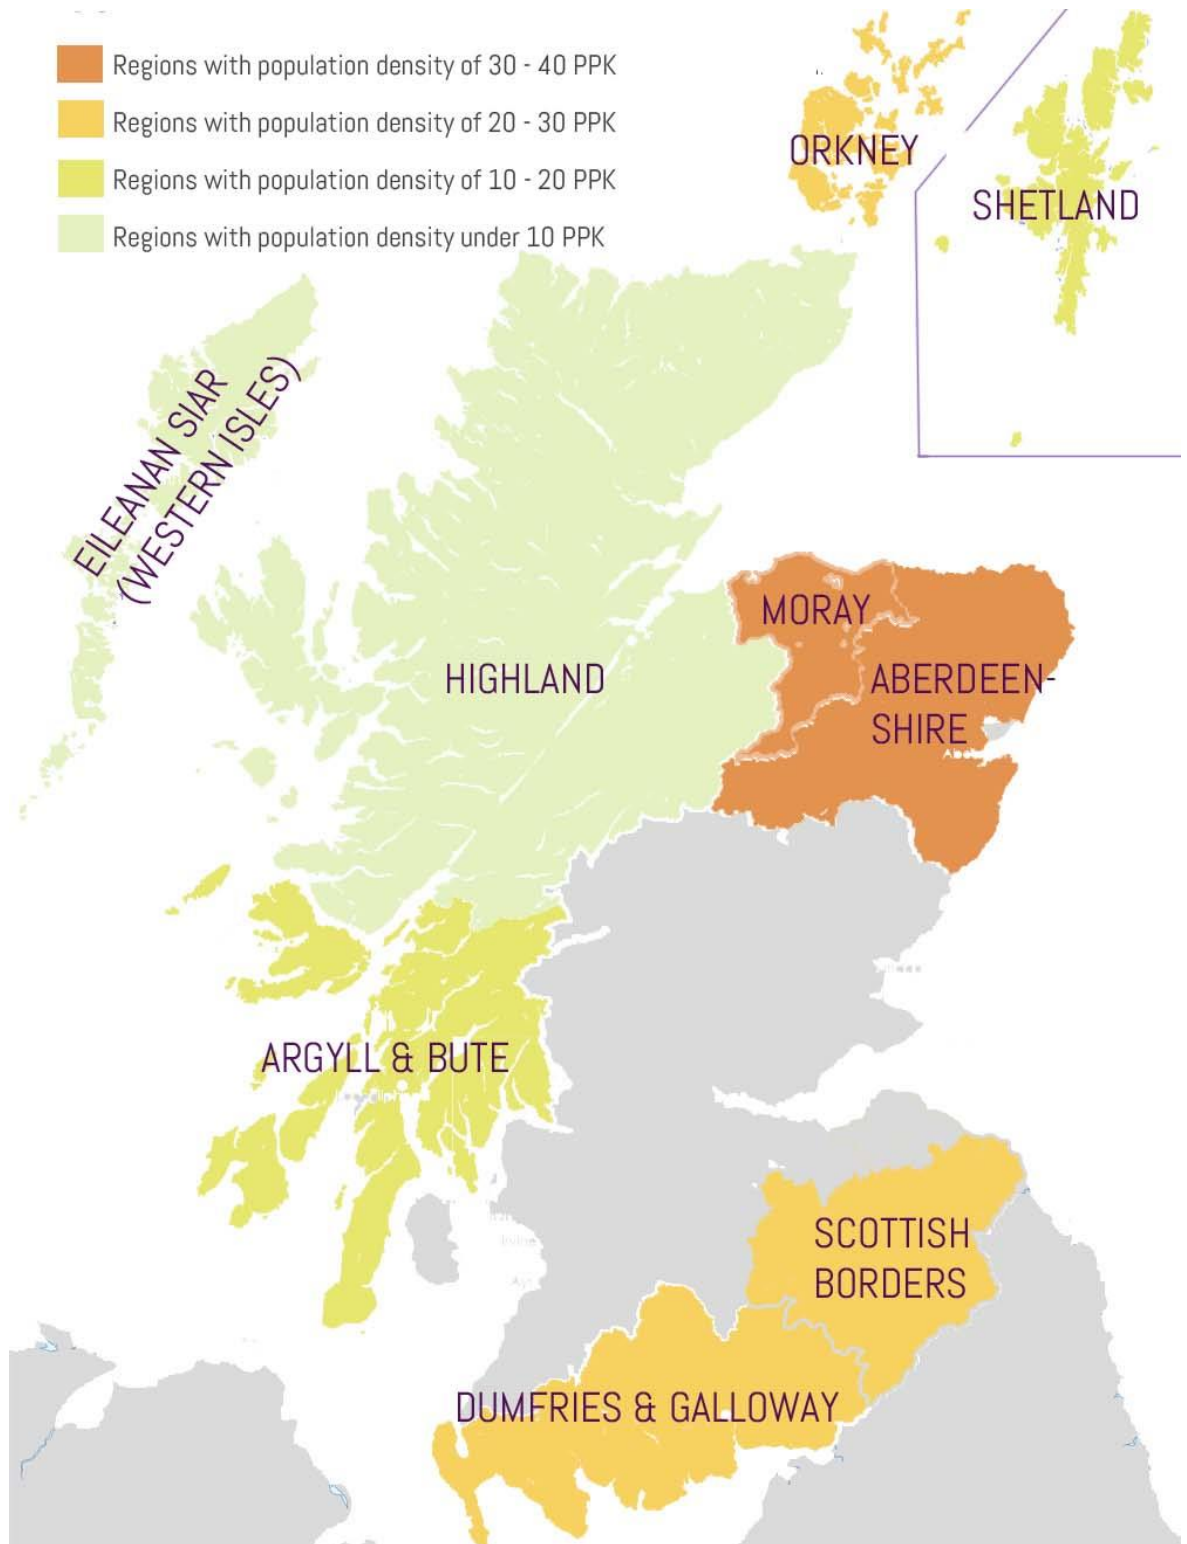 Regions with population density of 30 - 40 PPK
Regions with population density of 20 - 30 PPK
Regions with population density of 10 - 20 PPK
Regions with population density under 10 PPK
ORKNEY
SHETLAND
EILEANAN SIAR
(WESTERN ISLES)
MORAY
HIGHLAND
ABERDEEN-
SHIRE
ARGYLL & BUTE
SCOTTISH
BORDERS
DUMFRIES & GALLOWAY